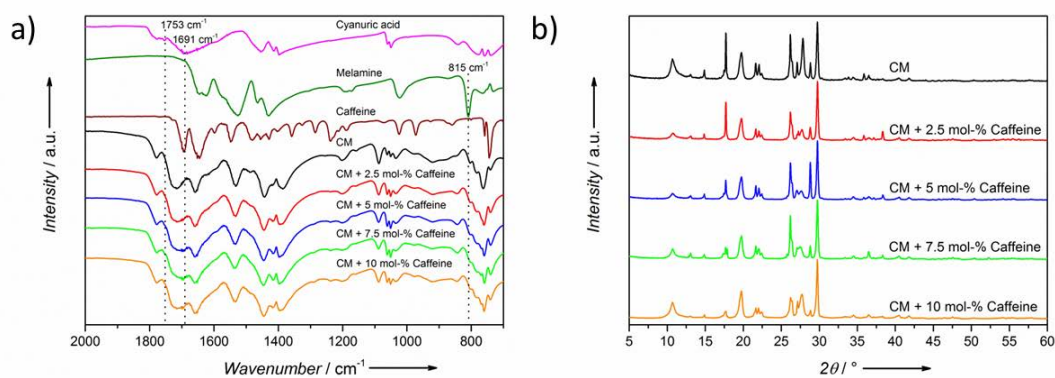 a)
1753 cm⁻¹
1691 cm⁻¹
Cyanuric acid
Melamine
815 cm⁻¹
Caffeine
CM
CM + 2.5 mol-% Caffeine
CM + 5 mol-% Caffeine
CM + 7.5 mol-% Caffeine
CM + 10 mol-% Caffeine
Intensity / a.u.
2000 1800 1600 1400 1200 1000 800
Wavenumber / cm⁻¹
b)
CM
CM + 2.5 mol-% Caffeine
CM + 5 mol-% Caffeine
CM + 7.5 mol-% Caffeine
CM + 10 mol-% Caffeine
Intensity / a.u.
5 10 15 20 25 30 35 40 45 50 55 60
2θ / °